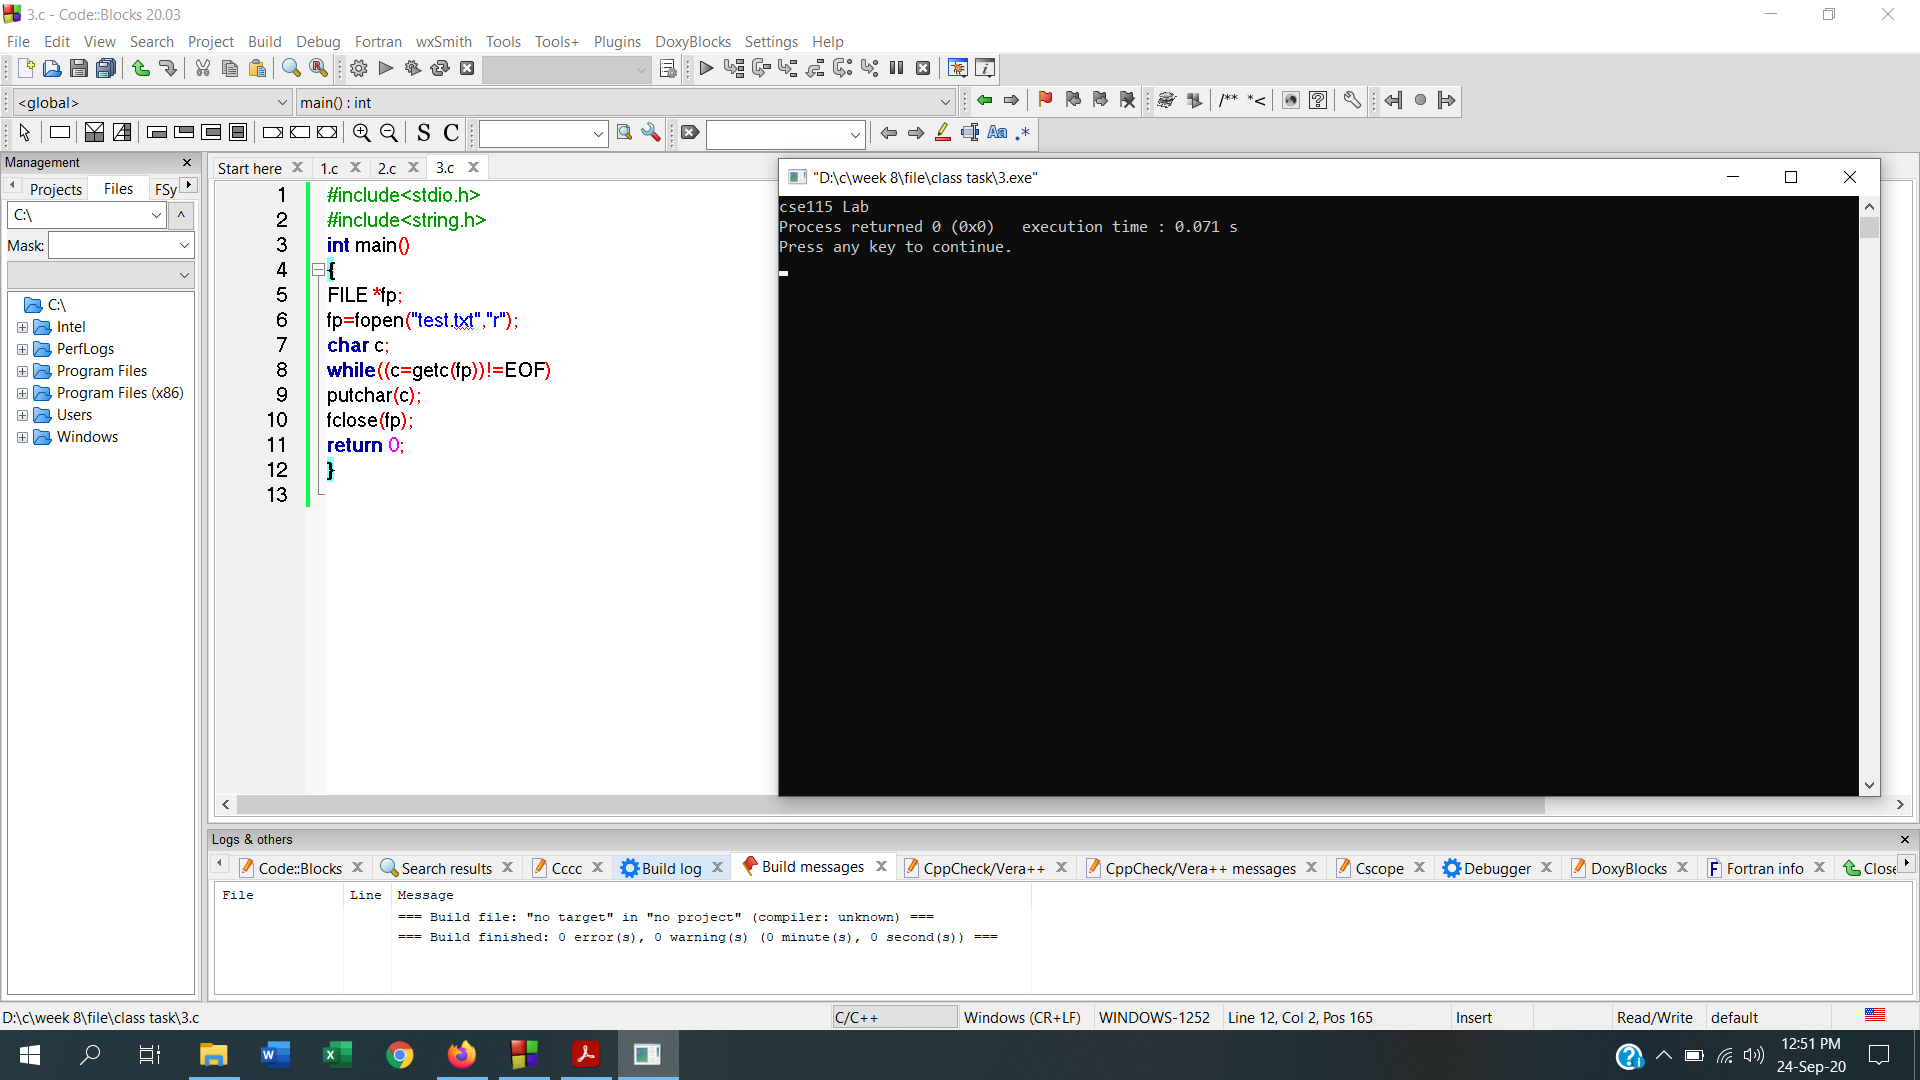 3.c - Code::Blocks 20.03
File Edit View Search Project Build Debug Fortran wxSmith Tools Tools+ Plugins DoxyBlocks Settings Help
<global> main() : int
/** *<
S C Aa .*
Management
Projects Files FSy
C:\ ^
Mask:
C:\
Intel
PerfLogs
Program Files
Program Files (x86)
Users
Windows
Start here 1.c 2.c 3.c
1 #include<stdio.h>
2 #include<string.h>
3 int main()
4 {
5 FILE *fp;
6 fp=fopen("test.txt","r");
7 char c;
8 while((c=getc(fp))!=EOF)
9 putchar(c);
10 fclose(fp);
11 return 0;
12 }
13
"D:\c\week 8\file\class task\3.exe"
cse115 Lab
Process returned 0 (0x0)   execution time : 0.071 s
Press any key to continue.
Logs & others
Code::Blocks Search results Cccc Build log Build messages CppCheck/Vera++ CppCheck/Vera++ messages Cscope Debugger DoxyBlocks Fortran info Close
File Line Message
=== Build file: "no target" in "no project" (compiler: unknown) ===
=== Build finished: 0 error(s), 0 warning(s) (0 minute(s), 0 second(s)) ===
D:\c\week 8\file\class task\3.c C/C++ Windows (CR+LF) WINDOWS-1252 Line 12, Col 2, Pos 165 Insert Read/Write default
12:51 PM
24-Sep-20